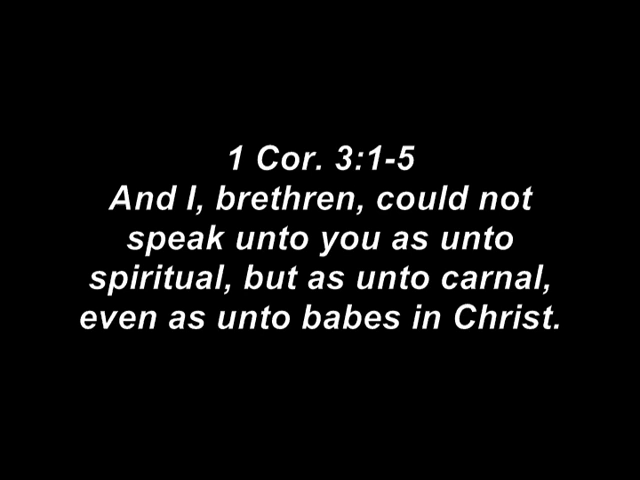 1 Cor. 3:1-5
And I, brethren, could not
speak unto you as unto
spiritual, but as unto carnal,
even as unto babes in Christ.